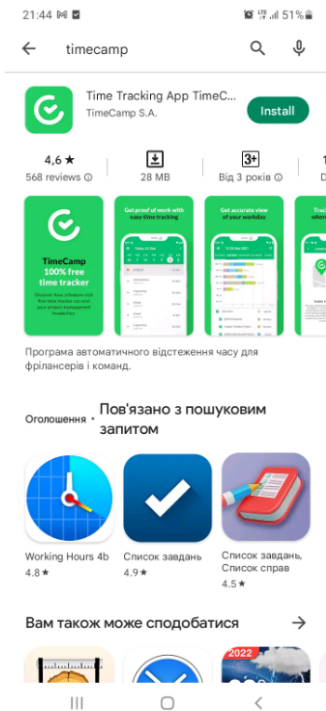 21:44
LTE
51%
timecamp
Time Tracking App TimeC...
TimeCamp S.A.
Install
4,6 ★
568 reviews
28 MB
3+
Від 3 років
TimeCamp
100% free
time tracker
Get proof of work with
easy time tracking
Get accurate view
of your workday
Програма автоматичного відстеження часу для
фрілансерів і команд.
Оголошення • Пов'язано з пошуковим
запитом
Working Hours 4b
4.8★
Список завдань
4.9★
Список завдань,
Список справ
4.5★
Вам також може сподобатися
2022